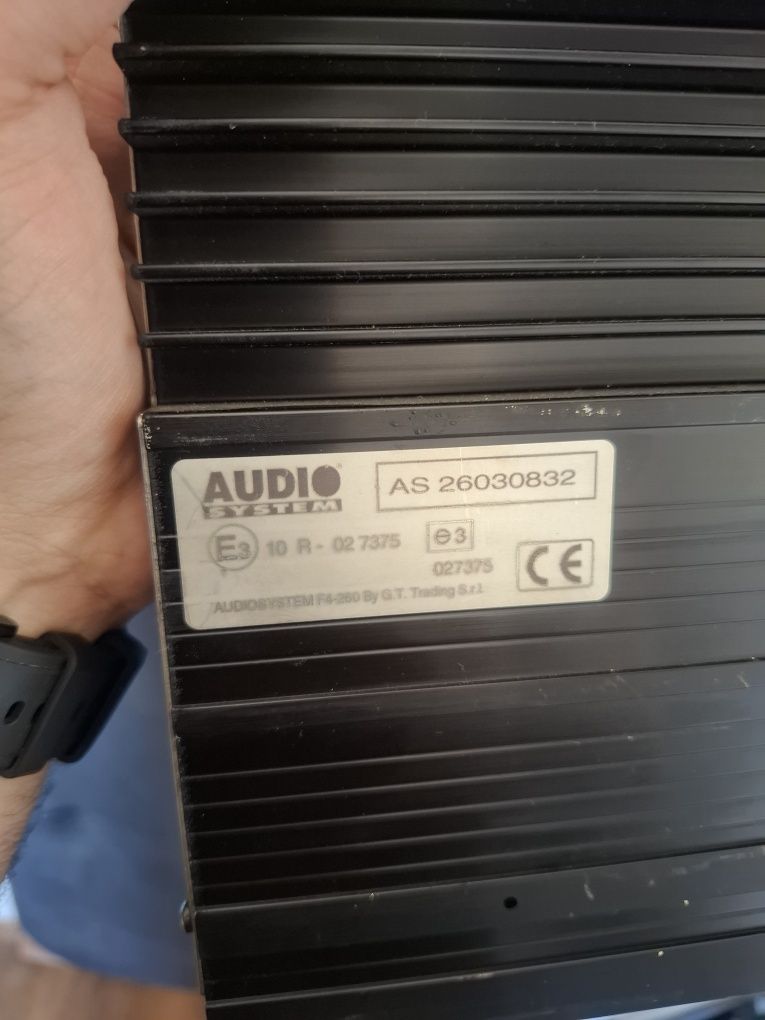 AUDIO
SYSTEM
AS 26030832
E3 10 R - 02 7375
e3
027375
CE
AUDIOSYSTEM F4-260 By G.T. Trading S.r.l